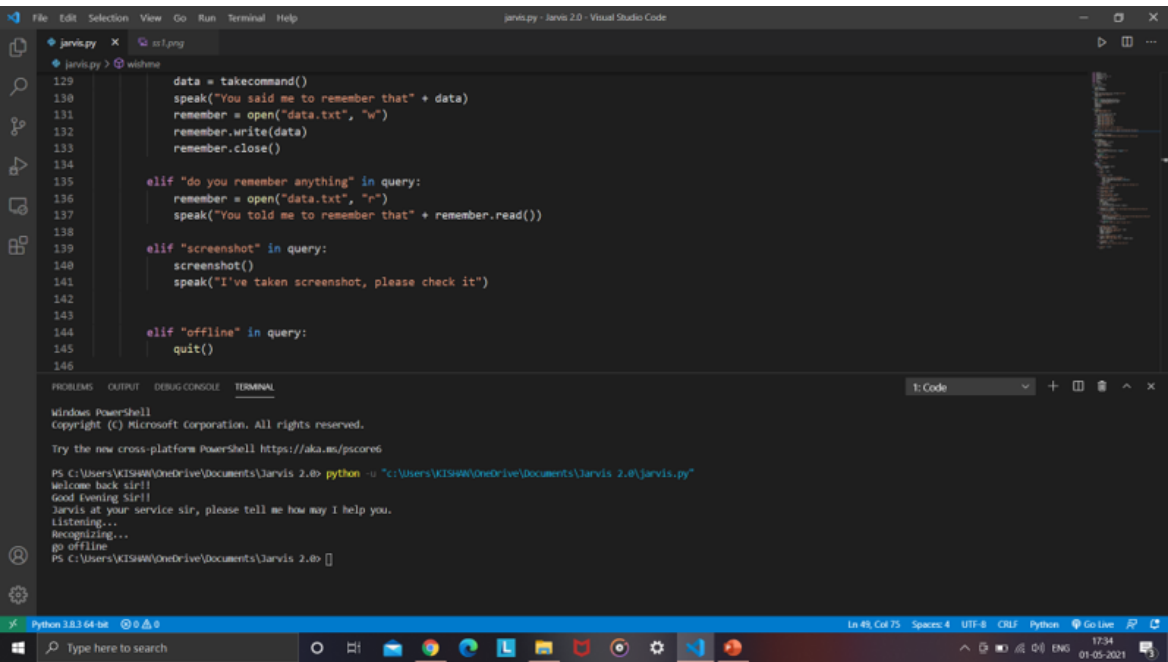 File Edit Selection View Go Run Terminal Help jarvis.py - Jarvis 2.0 - Visual Studio Code
jarvis.py ss1.png
jarvis.py > wishme
129 data = takecommand()
130 speak("You said me to remember that" + data)
131 remember = open("data.txt", "w")
132 remember.write(data)
133 remember.close()
134
135 elif "do you remember anything" in query:
136 remember = open("data.txt", "r")
137 speak("You told me to remember that" + remember.read())
138
139 elif "screenshot" in query:
140 screenshot()
141 speak("I've taken screenshot, please check it")
142
143
144 elif "offline" in query:
145 quit()
146
PROBLEMS OUTPUT DEBUG CONSOLE TERMINAL 1: Code
Windows PowerShell
Copyright (C) Microsoft Corporation. All rights reserved.
Try the new cross-platform PowerShell https://aka.ms/pscore6
PS C:\Users\KISHAN\OneDrive\Documents\Jarvis 2.0> python -u "c:\Users\KISHAN\OneDrive\Documents\Jarvis 2.0\jarvis.py"
Welcome back sir!!
Good Evening Sir!!
Jarvis at your service sir, please tell me how may I help you.
Listening...
Recognizing...
go offline
PS C:\Users\KISHAN\OneDrive\Documents\Jarvis 2.0>
Python 3.8.3 64-bit 0 0 Ln 49, Col 75 Spaces: 4 UTF-8 CRLF Python Go Live
Type here to search L ENG 17:34
01-05-2021 3